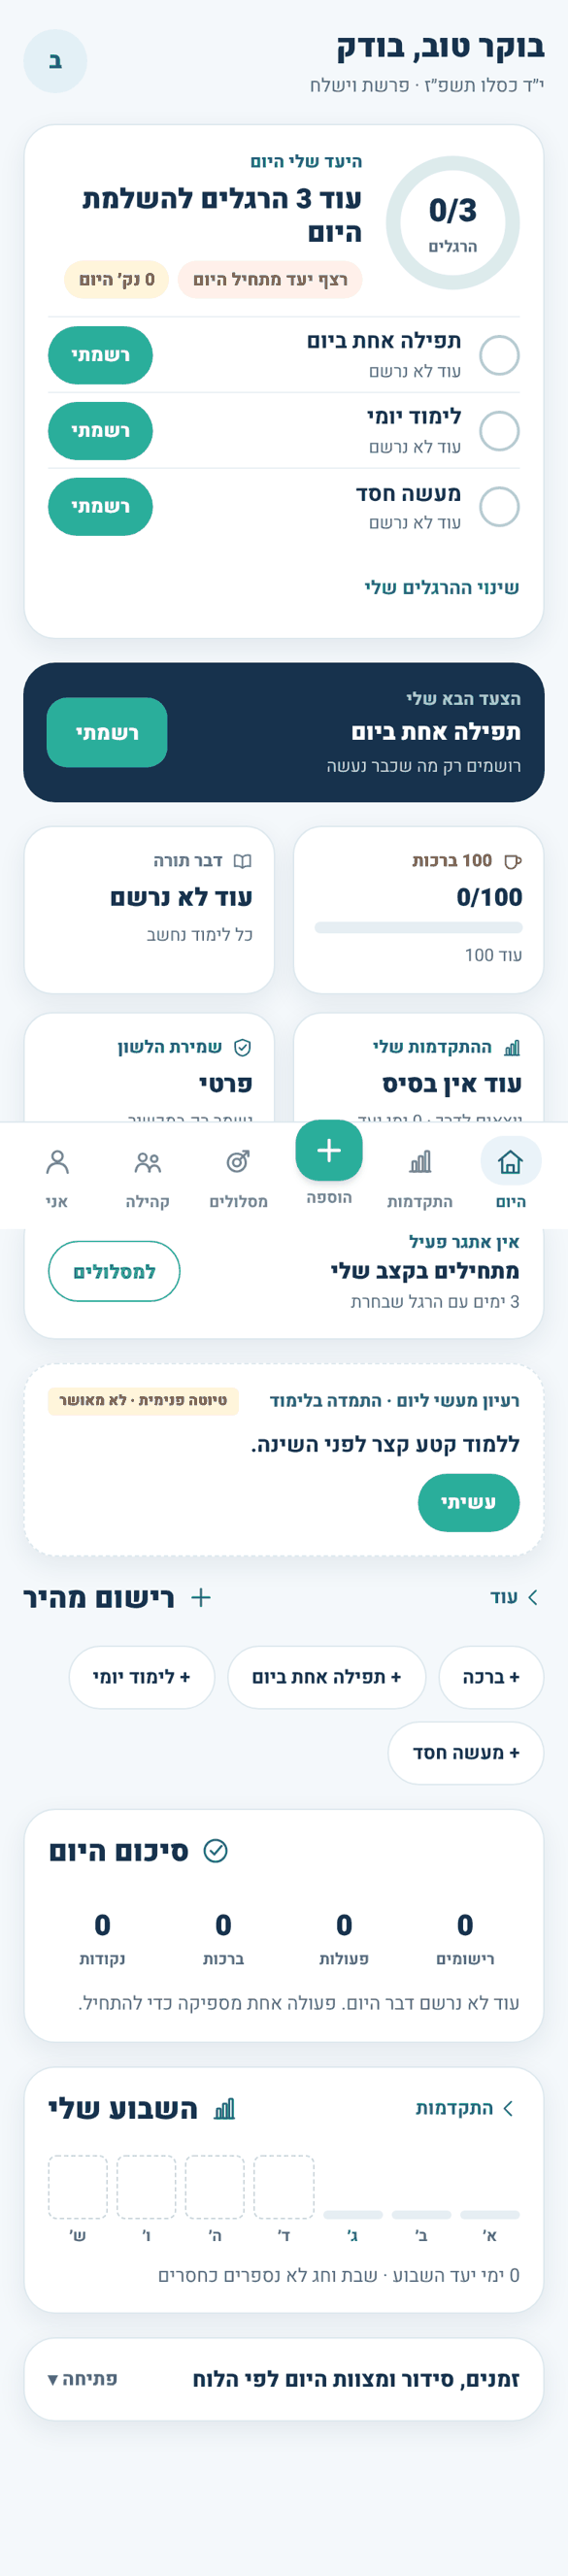 בוקר טוב, בודק
ב
י״ד כסלו תשפ״ז · פרשת וישלח
היעד שלי היום
עוד 3 הרגלים להשלמת
היום
0/3
הרגלים
רצף יעד מתחיל היום
0 נק׳ היום
תפילה אחת ביום
עוד לא נרשם
רשמתי
לימוד יומי
עוד לא נרשם
רשמתי
מעשה חסד
עוד לא נרשם
רשמתי
שינוי ההרגלים שלי
הצעד הבא שלי
תפילה אחת ביום
רושמים רק מה שכבר נעשה
רשמתי
100 ברכות
0/100
עוד 100
דבר תורה
עוד לא נרשם
כל לימוד נחשב
ההתקדמות שלי
עוד אין בסיס
שמירת הלשון
פרטי
היום
התקדמות
הוספה
מסלולים
קהילה
אני
אין אתגר פעיל
מתחילים בקצב שלי
3 ימים עם הרגל שבחרת
למסלולים
רעיון מעשי ליום · התמדה בלימוד
טיוטה פנימית · לא מאושר
ללמוד קטע קצר לפני השינה.
עשיתי
רישום מהיר
עוד
+ ברכה
+ תפילה אחת ביום
+ לימוד יומי
+ מעשה חסד
סיכום היום
0 0 0 0
רישומים פעולות ברכות נקודות
עוד לא נרשם דבר היום. פעולה אחת מספיקה כדי להתחיל.
השבוע שלי
התקדמות
א׳ ב׳ ג׳ ד׳ ה׳ ו׳ ש׳
0 ימי יעד השבוע · שבת וחג לא נספרים כחסרים
זמנים, סידור ומצוות היום לפי הלוח
פתיחה ▾